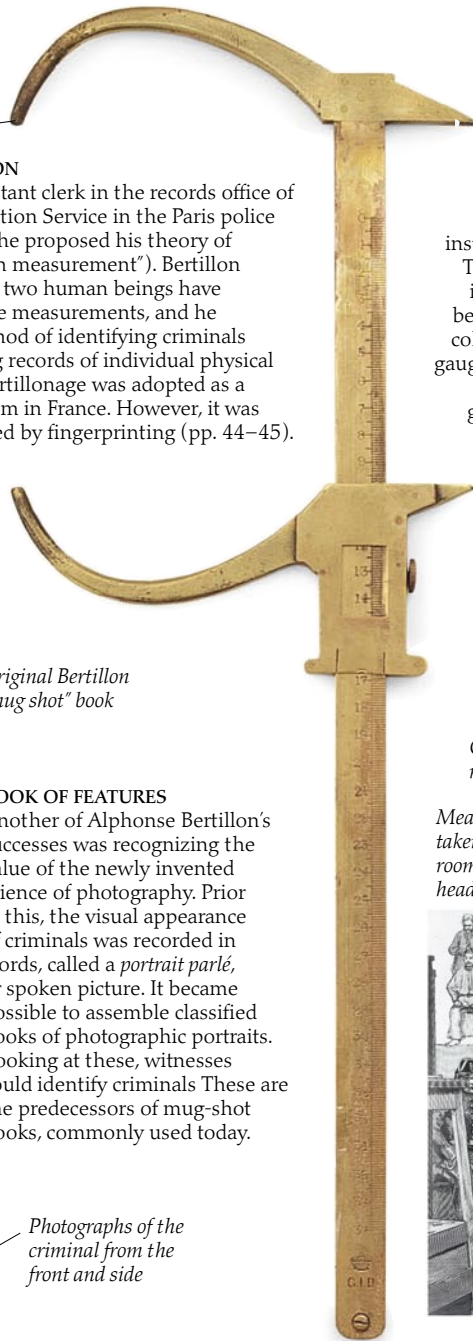 ON
tant clerk in the records office of
tion Service in the Paris police
he proposed his theory of
n measurement”). Bertillon
two human beings have
e measurements, and he
hod of identifying criminals
g records of individual physical
rtillonage was adopted as a
m in France. However, it was
ed by fingerprinting (pp. 44–45).
riginal Bertillon
nug shot” book
OOK OF FEATURES
nother of Alphonse Bertillon’s
uccesses was recognizing the
alue of the newly invented
ience of photography. Prior
this, the visual appearance
f criminals was recorded in
ords, called a portrait parlé,
r spoken picture. It became
ossible to assemble classified
ooks of photographic portraits.
ooking at these, witnesses
ould identify criminals These are
he predecessors of mug-shot
ooks, commonly used today.
Photographs of the
criminal from the
front and side
13
14
17
C.I.D
inst
T
i
be
col
gaug
g
Mea
taken
room
head